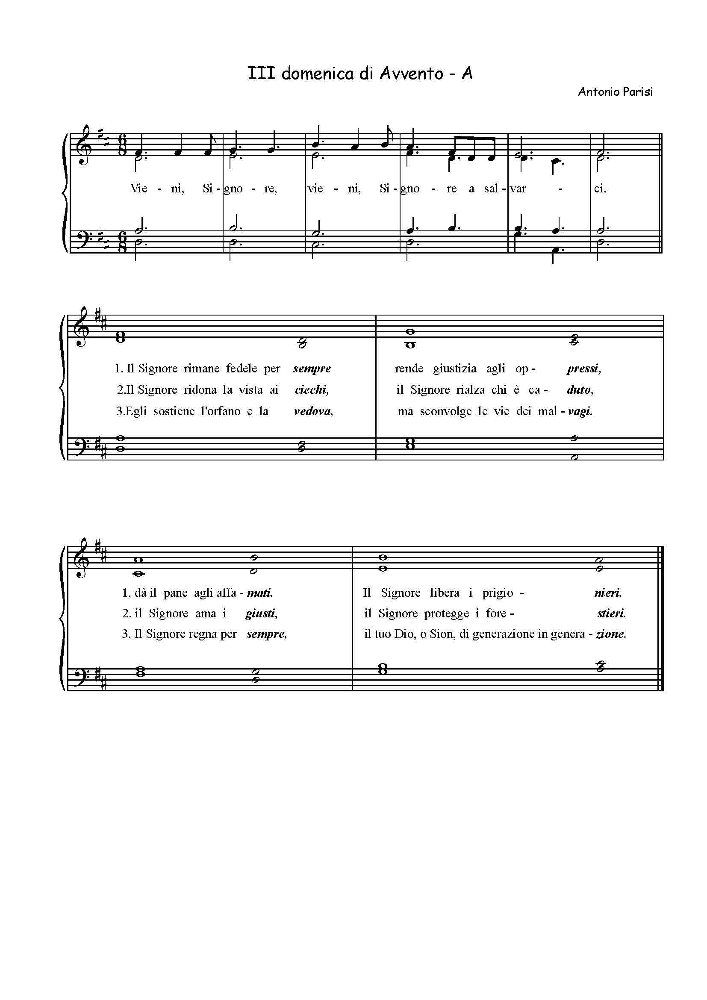 III domenica di Avvento - A
Antonio Parisi
6 8
Vie - ni, Si - gno - re, vie - ni, Si - gno - re a sal - var - ci.
6 8
1. Il Signore rimane fedele per sempre rende giustizia agli op - pressi,
2.Il Signore ridona la vista ai ciechi, il Signore rialza chi è ca - duto,
3.Egli sostiene l'orfano e la vedova, ma sconvolge le vie dei mal - vagi.
1. dà il pane agli affa - mati. Il Signore libera i prigio - nieri.
2. il Signore ama i giusti, il Signore protegge i fore - stieri.
3. Il Signore regna per sempre, il tuo Dio, o Sion, di generazione in genera - zione.